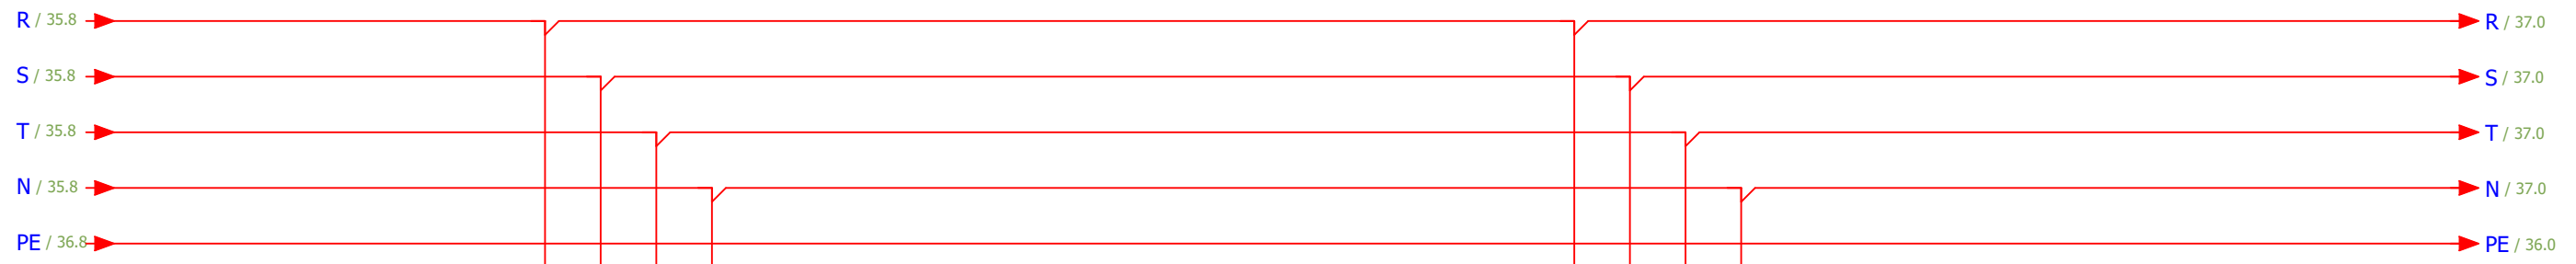 R / 35.8 R / 37.0
S / 35.8 S / 37.0
T / 35.8 T / 37.0
N / 35.8 N / 37.0
PE / 36.8 PE / 36.0